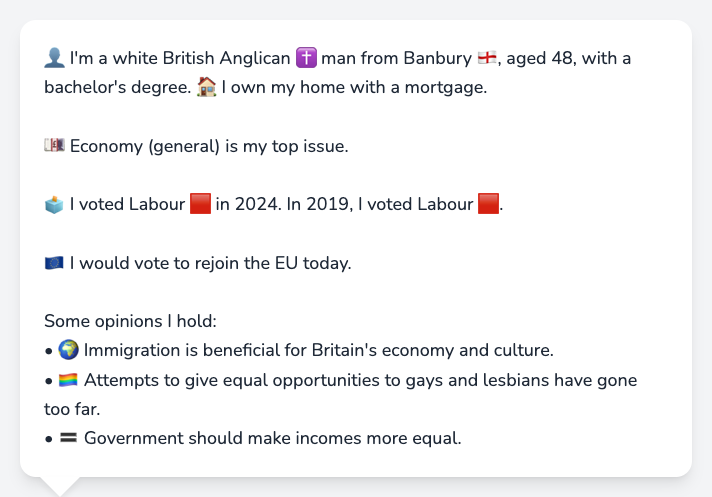 👤 I'm a white British Anglican ✝️ man from Banbury 🏴󠁧󠁢󠁥󠁮󠁧󠁿, aged 48, with a
bachelor's degree. 🏠 I own my home with a mortgage.
💷 Economy (general) is my top issue.
🗳️ I voted Labour 🟥 in 2024. In 2019, I voted Labour 🟥.
🇪🇺 I would vote to rejoin the EU today.
Some opinions I hold:
• 🌍 Immigration is beneficial for Britain's economy and culture.
• 🏳️‍🌈 Attempts to give equal opportunities to gays and lesbians have gone
too far.
• 🟰 Government should make incomes more equal.